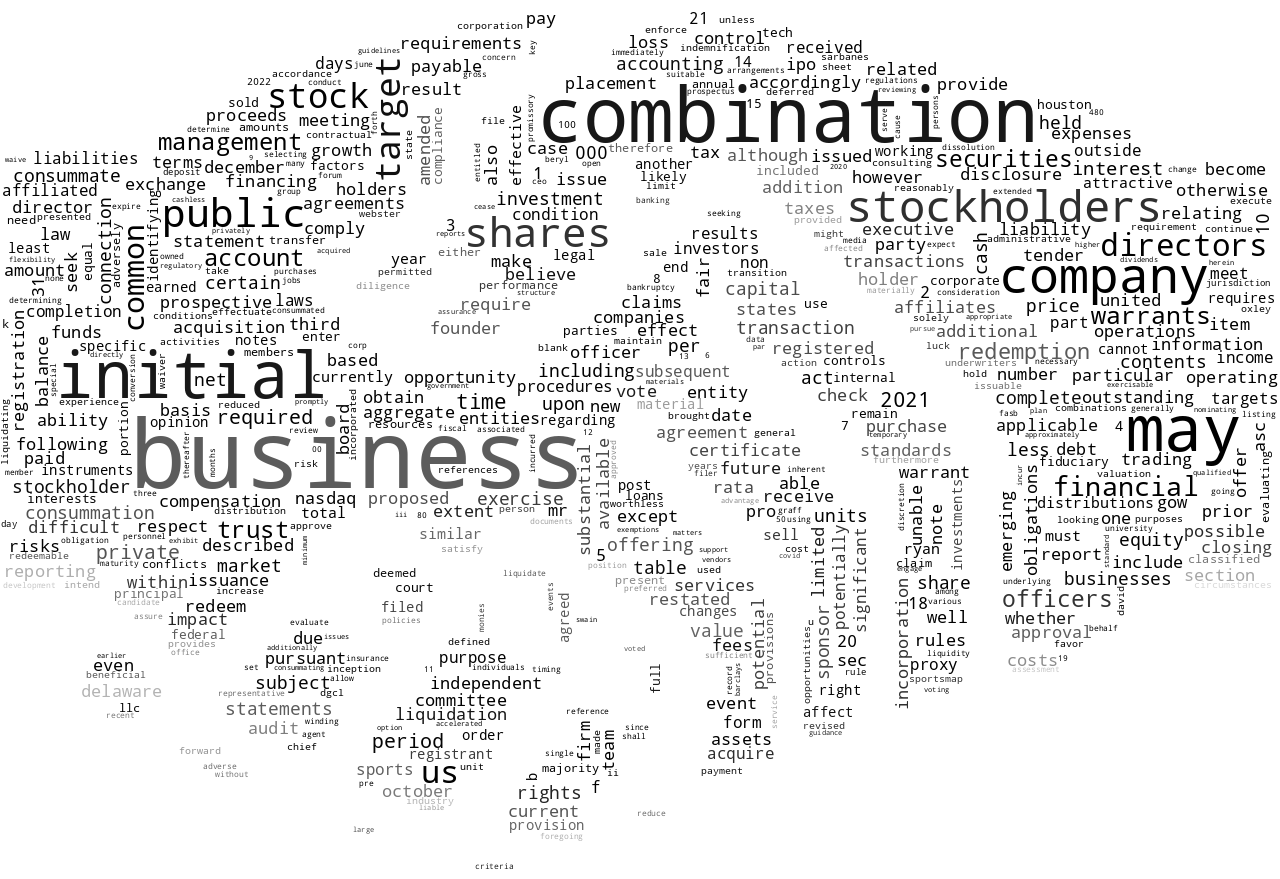 pay
21
unless
corporation
enforce
control
tech
requirements
key
loss
immediately
indemnification
received
guidelines
concern
sarbanes
days
june
payable
gross
accounting
14
ipo
sheet
related
accordance
suitable
arrangements
regulations
2022
conduct
result
placement
annual
accordingly
reviewing
provide
stock
target
prospectus
deferred
15
sold
forth
promissory
combination
serve
cause
persons
houston
480
proceeds
meeting
file
100
held
determine
amounts
contractual
state
amended
compliance
also
effective
expenses
management
growth
entitled
case
000
therefore
tax
although
issued
working
dissolution
outside
waive
liabilities
9
selecting
beryl
open
another
consulting
securities
interest
change
become
consummate
terms
december
many
factors
1
issue
likely
included
2020
however
disclosure
attractive
affiliated
deposit
forum
ceo
limit
addition
reasonably
extended
otherwise
exchange
financing
group
holders
investment
banking
execute
director
expire
cashless
agreements
cease
condition
seeking
taxes
provided
stockholders
relating
10
need
presented
connection
identifying
public
webster
3
shares
results
might
media
executive
liability
requirement
continue
law
adversely
privately
comply
reports
legal
investors
affected
party
expect
cash
administrative
higher
directors
least
equal
statement
transfer
either
sale
fair
transactions
tender
flexibility
seek
owned
account
acquired
year
make
end
non
holder
corporate
dividends
herein
amount
none
regulatory
take
purchases
permitted
believe
8
bankruptcy
transition
materially
2
consideration
company
meet
jurisdiction
31
common
earned
certain
jobs
diligence
performance
structure
capital
requires
determining
prospective
laws
require
claims
states
use
affiliates
price
united
oxley
completion
conditions
effectuate
consummated
assurance
companies
solely
appropriate
warrants
k
funds
acquisition
third
founder
parties
effect
transaction
pursue
additional
part
operations
item
registration
balance
specific
activities
notes
enter
blank
maintain
data
luck
cannot
information
directly
members
corp
officer
per
par
registered
redemption
contents
special
initial
conversion
waiver
net
based
including
13
6
action
controls
underwriters
necessary
income
currently
opportunity
government
subsequent
act
internal
hold
number
particular
operating
experience
promptly
obtain
procedures
materials
vote
entity
check
issuable
exercisable
liquidating
ability
portion
basis
reduced
aggregate
time
upon
new
material
2021
complete
outstanding
targets
opinion
required
board
incorporated
resources
entities
regarding
brought
date
remain
fasb
plan
combinations
generally
nominating
listing
following
thereafter
months
business
review
fiscal
associated
12
agreement
general
7
temporary
purchase
applicable
4
may
asc
paid
00
approved
certificate
standards
approximately
less
debt
trading
offer
evaluating
member
instruments
risk
references
incurred
substantial
available
years
filer
future
inherent
furthermore
fiduciary
valuation
qualified
stockholder
three
post
rata
able
warrant
incur
financial
going
interests
compensation
nasdaq
proposed
exercise
loans
advantage
receive
discretion
unable
note
investments
emerging
obligations
distributions
gow
prior
consummation
distribution
total
iii
80
extent
person
mr
worthless
pro
graff
units
looking
one
purposes
day
difficult
respect
trust
approve
documents
except
50
using
university
possible
obligation
personnel
exhibit
similar
matters
sell
must
standard
equity
closing
risks
private
described
minimum
satisfy
5
offering
support
cost
ryan
report
include
classified
redeemable
maturity
conflicts
market
position
table
vendors
covid
claim
reporting
within
issuance
deemed
liquidate
used
engage
underlying
businesses
section
development
intend
increase
court
present
preferred
services
limited
potentially
significant
share
among
david
circumstances
principal
redeem
events
agreed
restated
18
various
officers
candidate
impact
filed
monies
changes
well
whether
assure
federal
policies
swain
value
potential
provisions
c
20
incorporation
approval
behalf
provides
evaluate
exemptions
rules
favor
office
due
issues
defined
voted
fees
sponsor
sec
liquidity
costs
19
earlier
additionally
pursuant
insurance
purpose
sufficient
rule
proxy
assessment
even
set
consummating
inception
11
individuals
timing
full
record
barclays
opportunities
right
sportsmap
beneficial
subject
allow
independent
voting
delaware
representative
dgcl
committee
event
affect
llc
statements
liquidation
reference
form
service
revised
recent
audit
winding
option
accelerated
since
guidance
agent
period
order
firm
made
team
shall
assets
forward
chief
registrant
single
acquire
adverse
without
sports
us
unit
majority
ii
payment
pre
b
october
rights
f
industry
liable
current
reduce
large
provision
foregoing
criteria